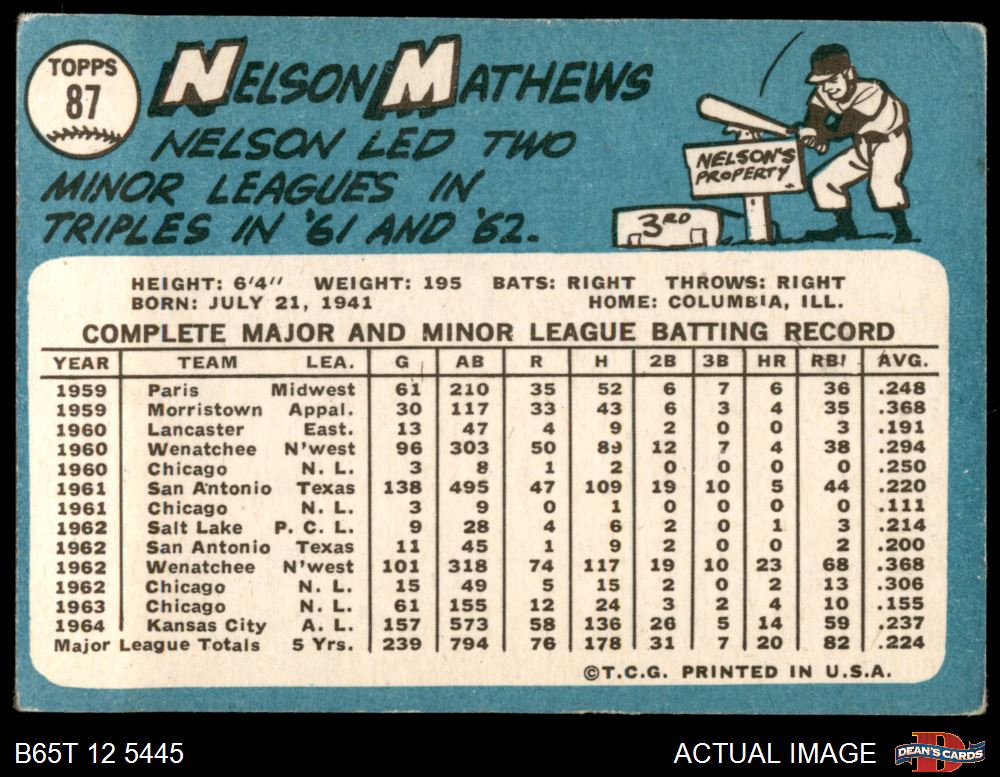 TOPPS
87
NELSON MATHEWS
NELSON LED TWO
MINOR LEAGUES IN
TRIPLES IN '61 AND '62.
NELSON'S
PROPERTY
3RD
HEIGHT: 6'4" WEIGHT: 195 BATS: RIGHT THROWS: RIGHT
BORN: JULY 21, 1941 HOME: COLUMBIA, ILL.
COMPLETE MAJOR AND MINOR LEAGUE BATTING RECORD
YEAR TEAM LEA. G AB R H 2B 3B HR RBI AVG.
1959 Paris Midwest 61 210 35 52 6 7 6 36 .248
1959 Morristown Appal. 30 117 33 43 6 3 4 35 .368
1960 Lancaster East. 13 47 4 9 2 0 0 3 .191
1960 Wenatchee N'west 96 303 50 89 12 7 4 38 .294
1960 Chicago N. L. 3 8 1 2 0 0 0 0 .250
1961 San Antonio Texas 138 495 47 109 19 10 5 44 .220
1961 Chicago N. L. 3 9 0 1 0 0 0 0 .111
1962 Salt Lake P. C. L. 9 28 4 6 2 0 1 3 .214
1962 San Antonio Texas 11 45 1 9 2 0 0 2 .200
1962 Wenatchee N'west 101 318 74 117 19 10 23 68 .368
1962 Chicago N. L. 15 49 5 15 2 0 2 13 .306
1963 Chicago N. L. 61 155 12 24 3 2 4 10 .155
1964 Kansas City A. L. 157 573 58 136 26 5 14 59 .237
Major League Totals 5 Yrs. 239 794 76 178 31 7 20 82 .224
©T.C.G. PRINTED IN U.S.A.
B65T 12 5445 ACTUAL IMAGE DEAN'S CARDS